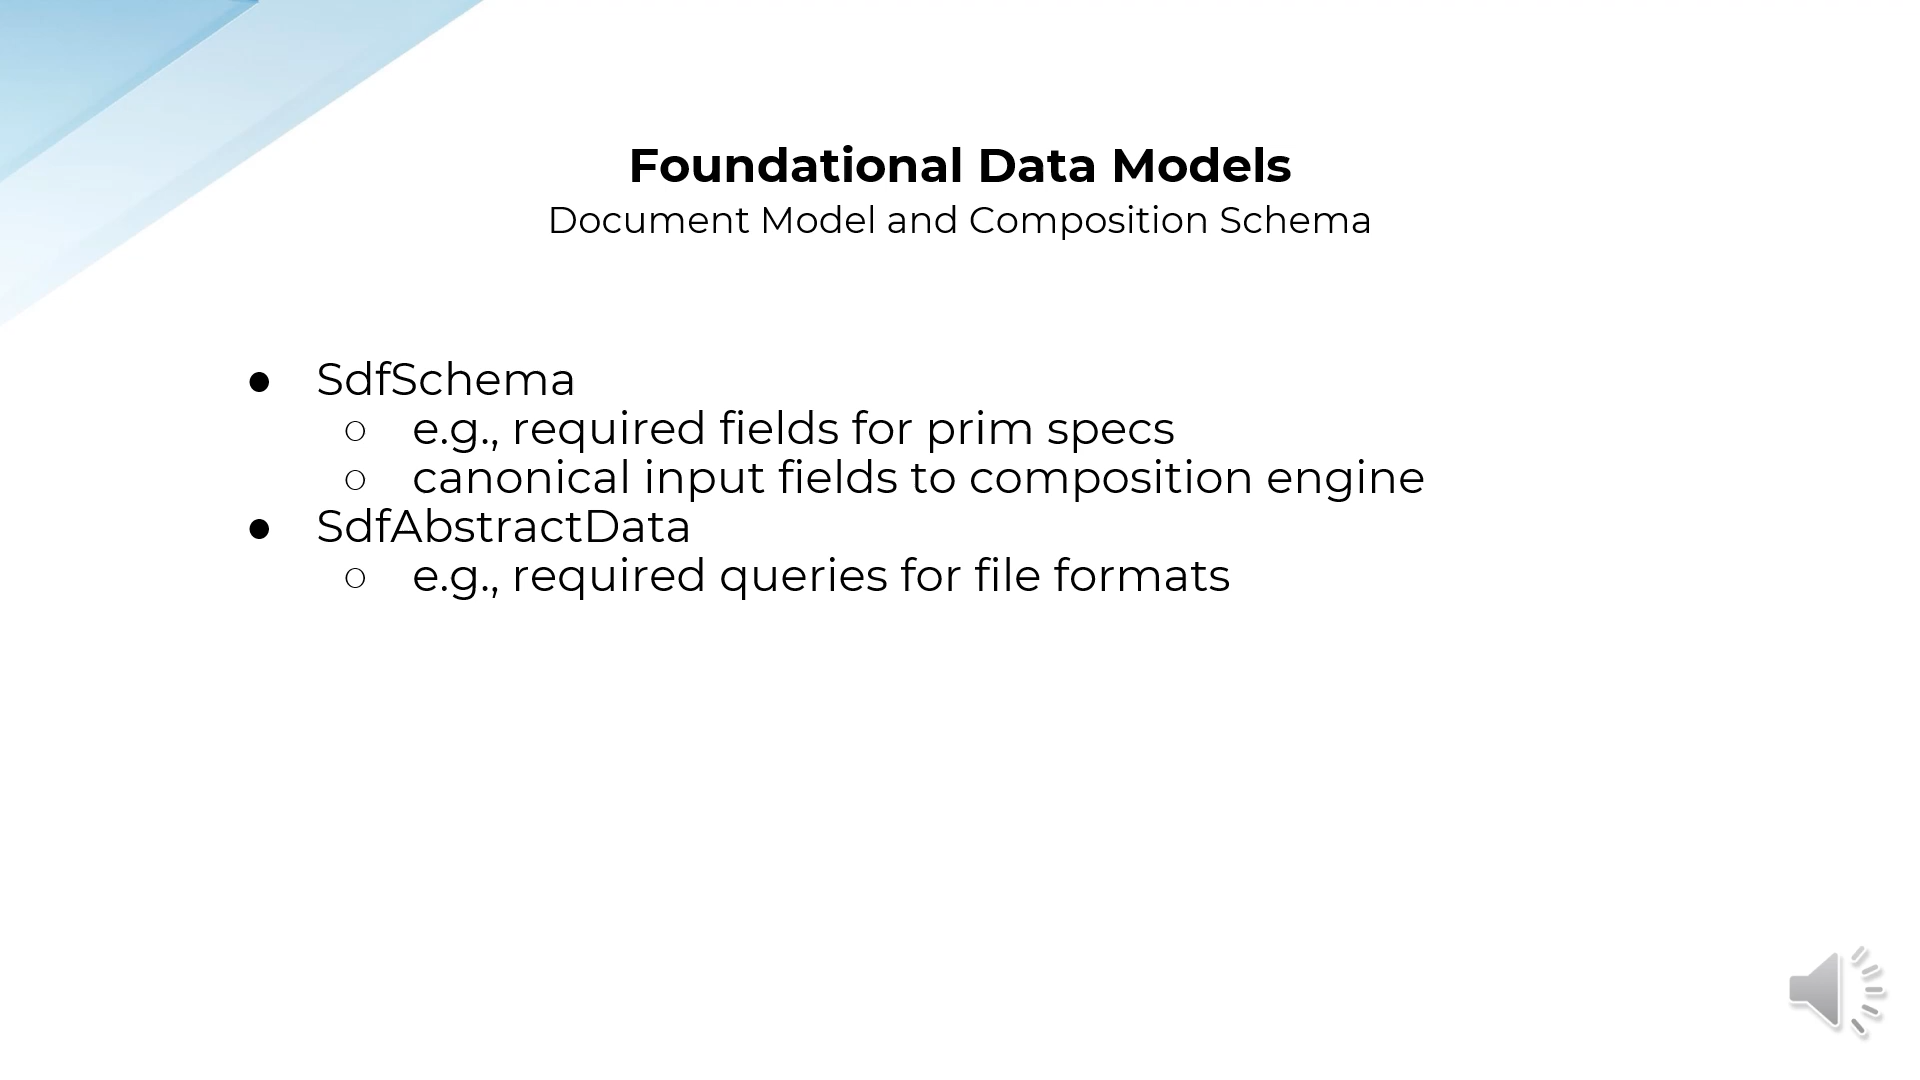 Foundational Data Models
Document Model and Composition Schema
● SdfSchema
○ e.g., required fields for prim specs
○ canonical input fields to composition engine
● SdfAbstractData
○ e.g., required queries for file formats